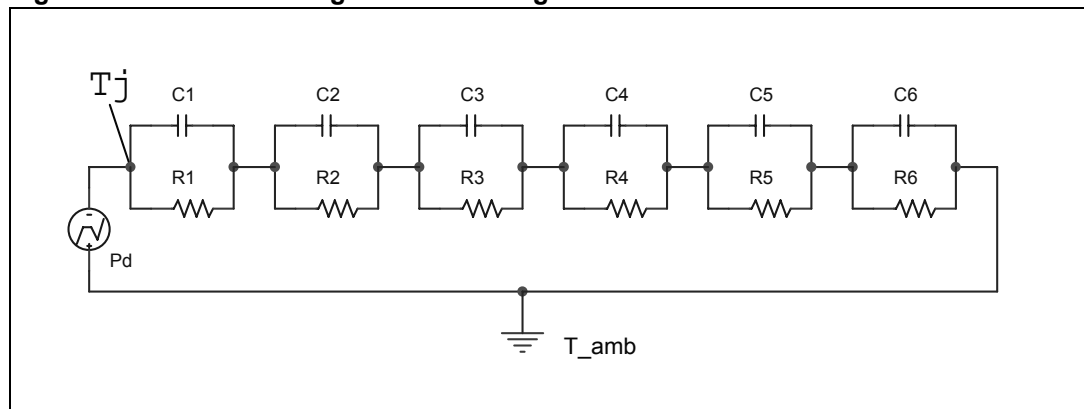 Tj
C1 C2 C3 C4 C5 C6
R1 R2 R3 R4 R5 R6
-
+
Pd
T_amb